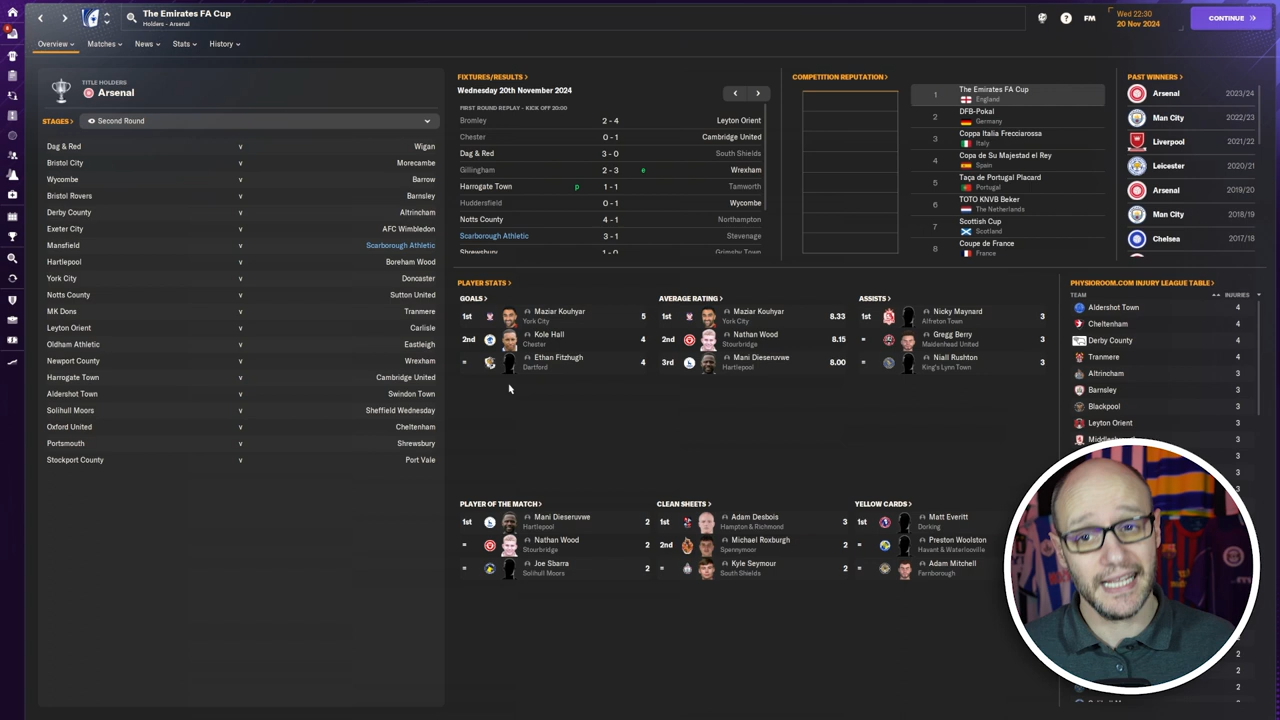 The Emirates FA Cup
Holders - Arsenal
FM
Wed 22:30
20 Nov 2024
CONTINUE
Overview
Matches
News
Stats
History
TITLE HOLDERS
Arsenal
STAGES >
Second Round
Dag & Red v Wigan
Bristol City v Morecambe
Wycombe v Barrow
Bristol Rovers v Barnsley
Derby County v Altrincham
Exeter City v AFC Wimbledon
Mansfield v Scarborough Athletic
Hartlepool v Boreham Wood
York City v Doncaster
Notts County v Sutton United
MK Dons v Tranmere
Leyton Orient v Carlisle
Oldham Athletic v Eastleigh
Newport County v Wrexham
Harrogate Town v Cambridge United
Aldershot Town v Swindon Town
Solihull Moors v Sheffield Wednesday
Oxford United v Cheltenham
Portsmouth v Shrewsbury
Stockport County v Port Vale
FIXTURES/RESULTS >
Wednesday 20th November 2024
FIRST ROUND REPLAY - KICK OFF 20:00
Bromley 2 - 4 Leyton Orient
Chester 0 - 1 Cambridge United
Dag & Red 3 - 0 South Shields
Gillingham 2 - 3 e Wrexham
Harrogate Town p 1 - 1 Tamworth
Huddersfield 0 - 1 Wycombe
Notts County 4 - 1 Northampton
Scarborough Athletic 3 - 1 Stevenage
Shrewsbury 1 - 0 Grimsby Town
COMPETITION REPUTATION >
1 The Emirates FA Cup
England
2 DFB-Pokal
Germany
3 Coppa Italia Frecciarossa
Italy
4 Copa de Su Majestad el Rey
Spain
5 Taça de Portugal Placard
Portugal
6 TOTO KNVB Beker
The Netherlands
7 Scottish Cup
Scotland
8 Coupe de France
France
PAST WINNERS >
Arsenal 2023/24
Man City 2022/23
Liverpool 2021/22
Leicester 2020/21
Arsenal 2019/20
Man City 2018/19
Chelsea 2017/18
PLAYER STATS >
GOALS >
1st Maziar Kouhyar 5
York City
2nd Kole Hall 4
Chester
= Ethan Fitzhugh 4
Dartford
AVERAGE RATING >
1st Maziar Kouhyar 8.33
York City
2nd Nathan Wood 8.15
Stourbridge
3rd Mani Dieseruvwe 8.00
Hartlepool
ASSISTS >
1st Nicky Maynard 3
Alfreton Town
= Gregg Berry 3
Maidenhead United
= Niall Rushton 3
King's Lynn Town
PLAYER OF THE MATCH >
1st Mani Dieseruvwe 2
Hartlepool
= Nathan Wood 2
Stourbridge
= Joe Sbarra 2
Solihull Moors
CLEAN SHEETS >
1st Adam Desbois 3
Hampton & Richmond
2nd Michael Roxburgh 2
Spennymoor
= Kyle Seymour 2
South Shields
YELLOW CARDS >
1st Matt Everitt
Dorking
= Preston Woolston
Havant & Waterlooville
= Adam Mitchell
Farnborough
PHYSIOROOM.COM INJURY LEAGUE TABLE >
TEAM INJURIES
Aldershot Town 4
Cheltenham 4
Derby County 4
Tranmere 4
Altrincham 3
Barnsley 3
Blackpool 3
Leyton Orient 3
3
3
3
2
2
2